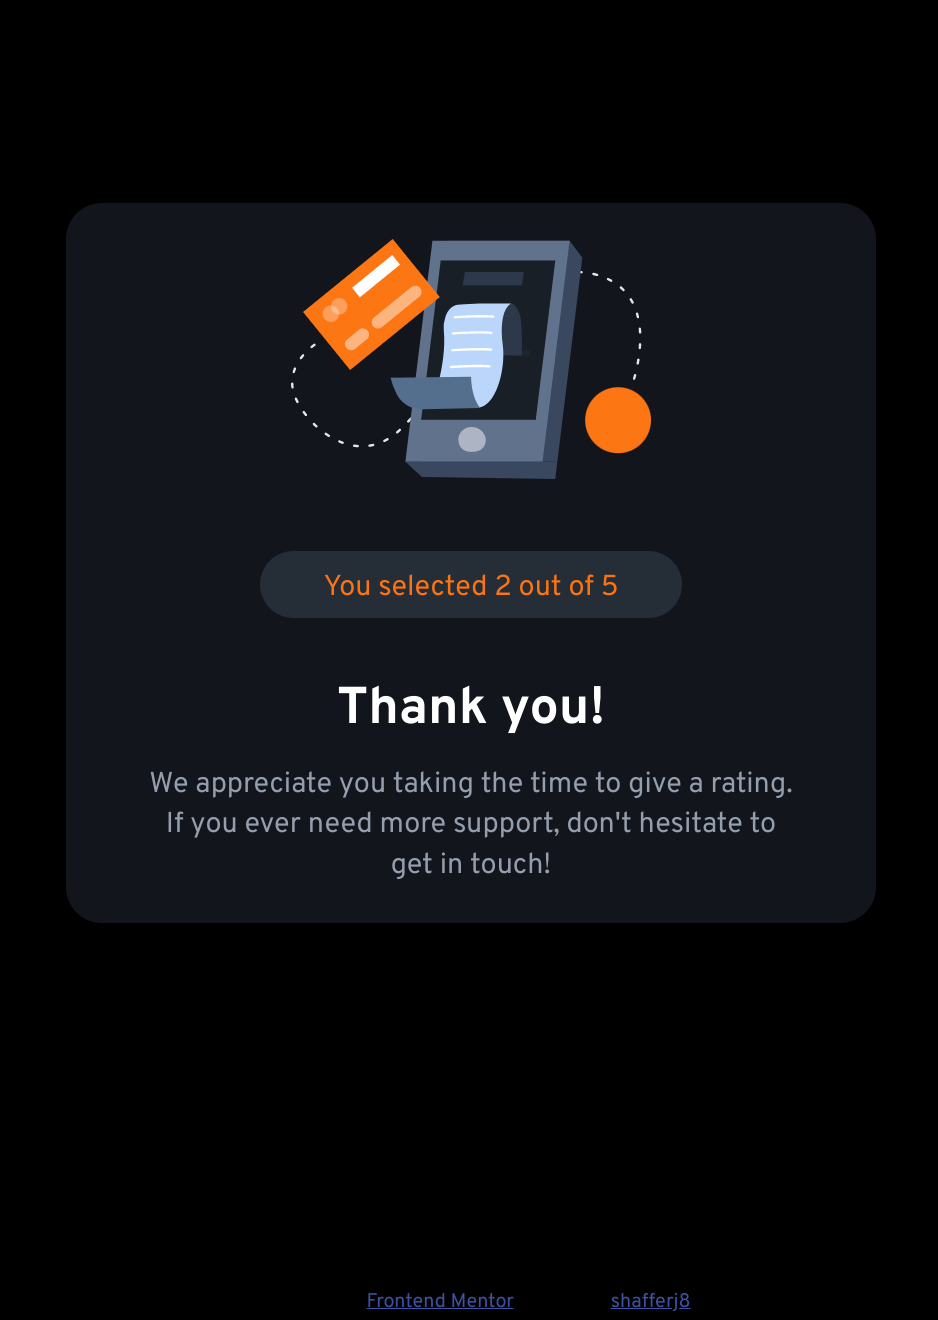 You selected 2 out of 5
Thank you!
We appreciate you taking the time to give a rating.
If you ever need more support, don't hesitate to
get in touch!
Frontend Mentor shafferj8